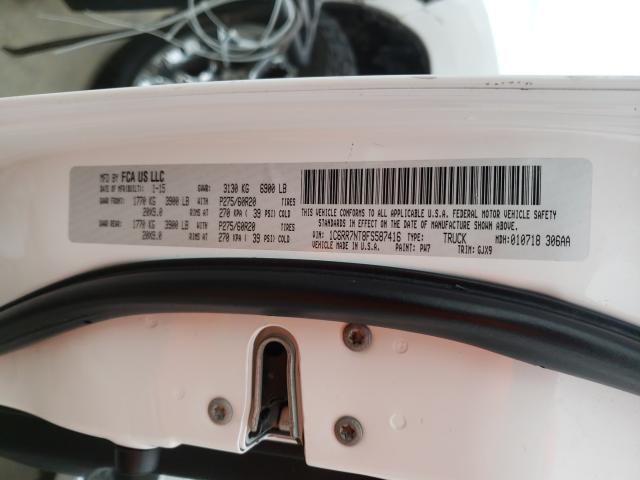 MFD BY FCA US LLC
DATE OF MFR(BUILT): 1-15 GVWR: 3130 KG 6900 LB
GAWR FRONT: 1770 KG 3900 LB WITH P275/60R20 TIRES
20X9.0 RIMS AT 270 KPA ( 39 PSI) COLD
GAWR REAR: 1770 KG 3900 LB WITH P275/60R20 TIRES
20X9.0 RIMS AT 270 KPA ( 39 PSI) COLD
THIS VEHICLE CONFORMS TO ALL APPLICABLE U.S.A. FEDERAL MOTOR VEHICLE SAFETY
STANDARDS IN EFFECT ON THE DATE OF MANUFACTURE SHOWN ABOVE.
VIN: 1C6RR7NT8FS587416 TYPE: TRUCK MDH: 010718 306AA
VEHICLE MADE IN U.S.A. PAINT: PW7 TRIM: GJX9